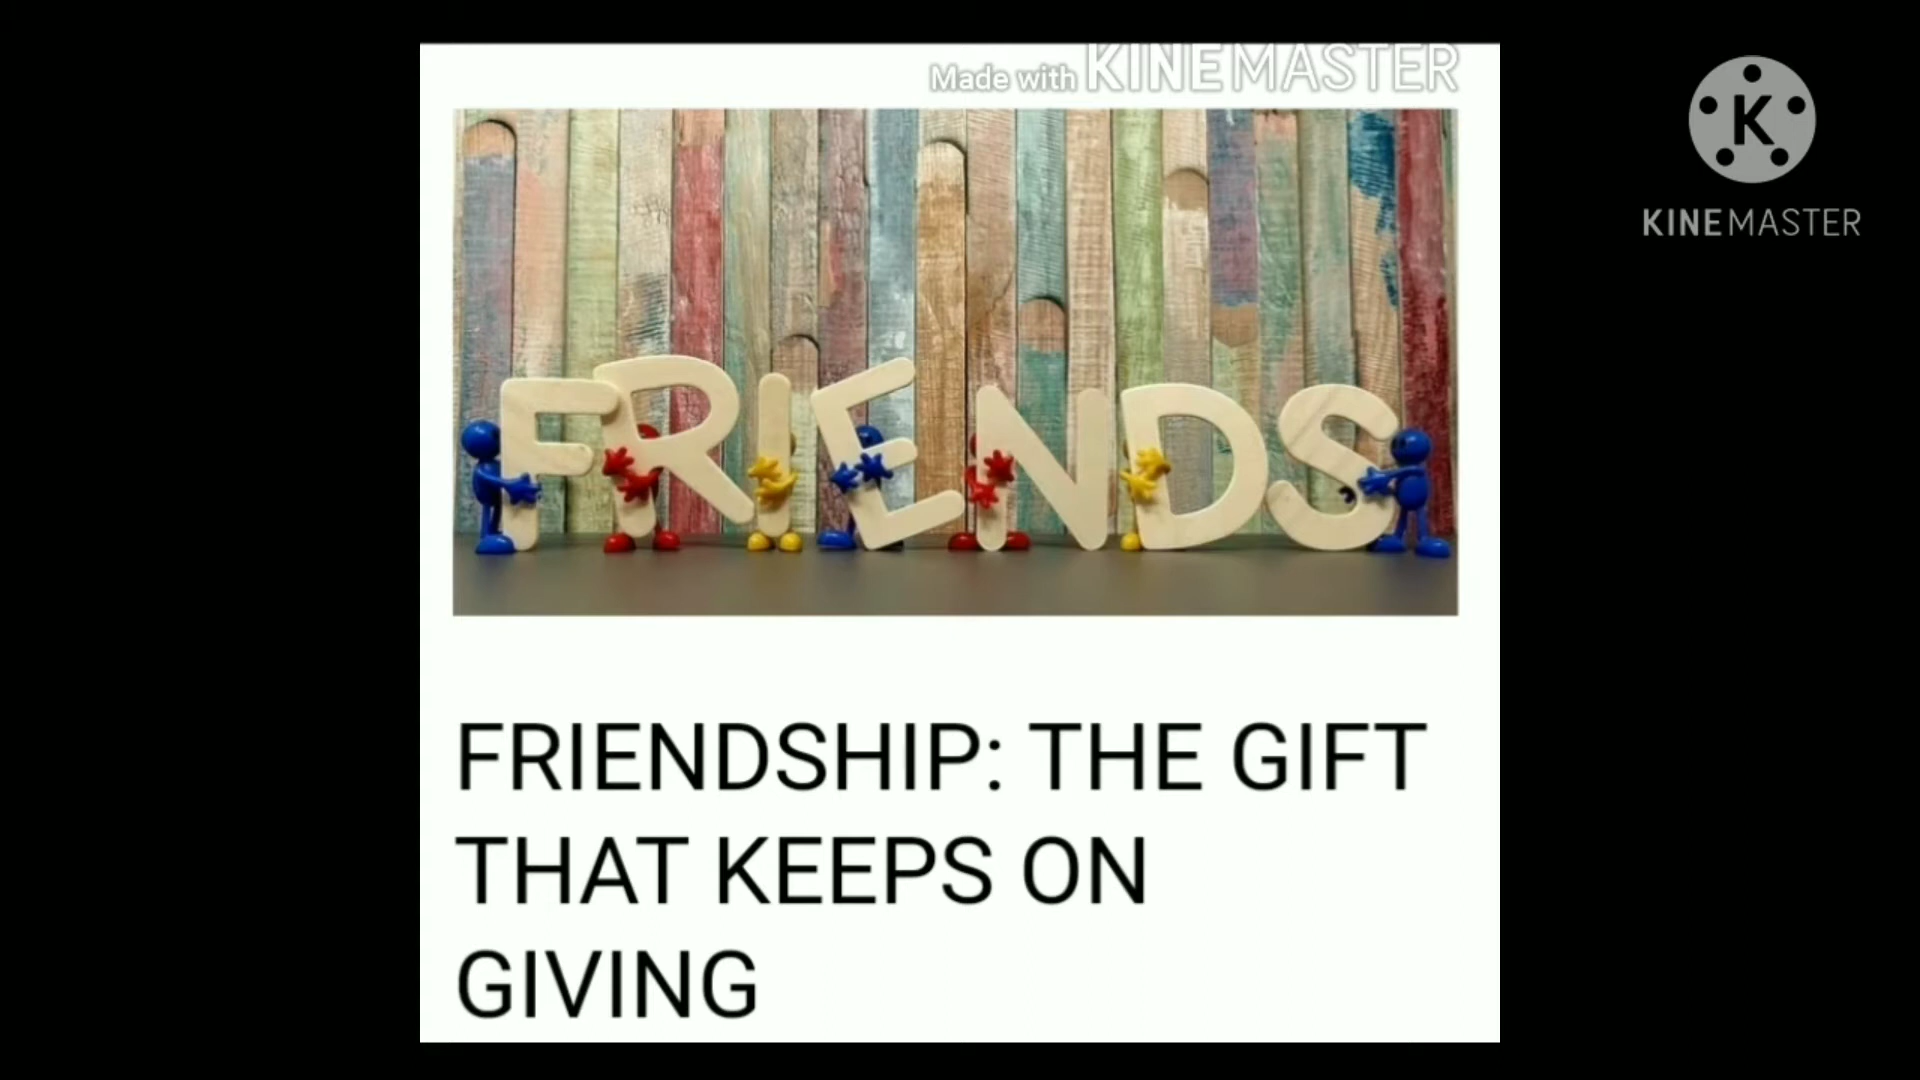 Made with KINEMASTER
K
KINEMASTER
FRIENDS
FRIENDSHIP: THE GIFT
THAT KEEPS ON
GIVING